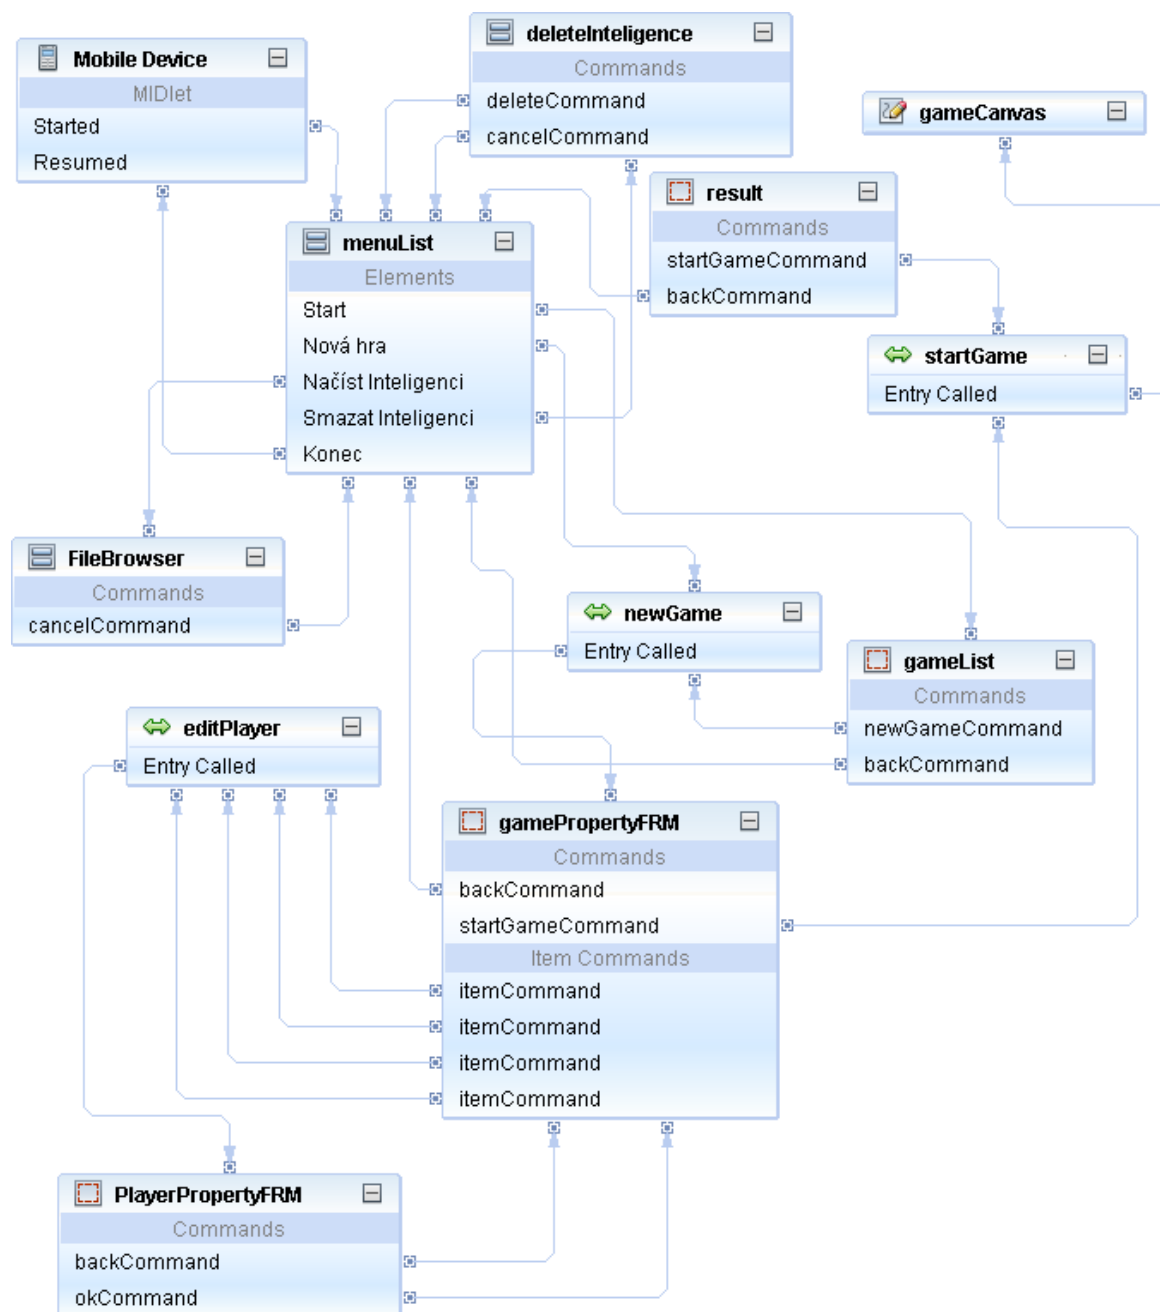 Mobile Device
MIDlet
Started
Resumed
deleteInteligence
Commands
deleteCommand
cancelCommand
gameCanvas
result
Commands
startGameCommand
backCommand
menuList
Elements
Start
Nová hra
Načíst Inteligenci
Smazat Inteligenci
Konec
startGame
Entry Called
FileBrowser
Commands
cancelCommand
newGame
Entry Called
gameList
Commands
newGameCommand
backCommand
editPlayer
Entry Called
gamePropertyFRM
Commands
backCommand
startGameCommand
Item Commands
itemCommand
itemCommand
itemCommand
itemCommand
PlayerPropertyFRM
Commands
backCommand
okCommand